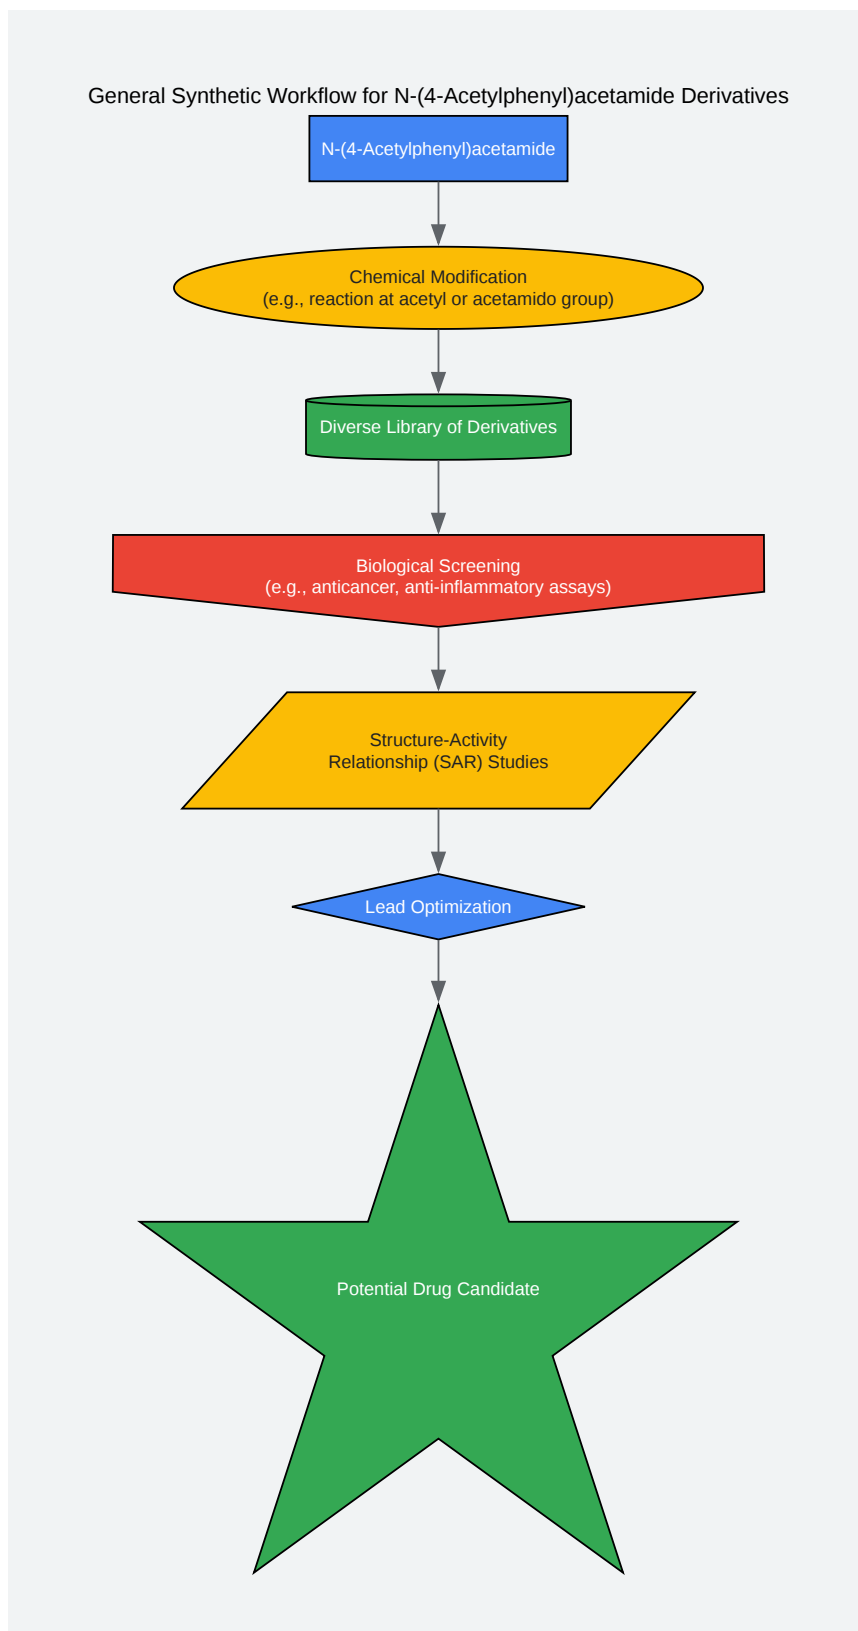 General Synthetic Workflow for N-(4-Acetylphenyl)acetamide Derivatives
N-(4-Acetylphenyl)acetamide
Chemical Modification
(e.g., reaction at acetyl or acetamido group)
Diverse Library of Derivatives
Biological Screening
(e.g., anticancer, anti-inflammatory assays)
Structure-Activity
Relationship (SAR) Studies
Lead Optimization
Potential Drug Candidate